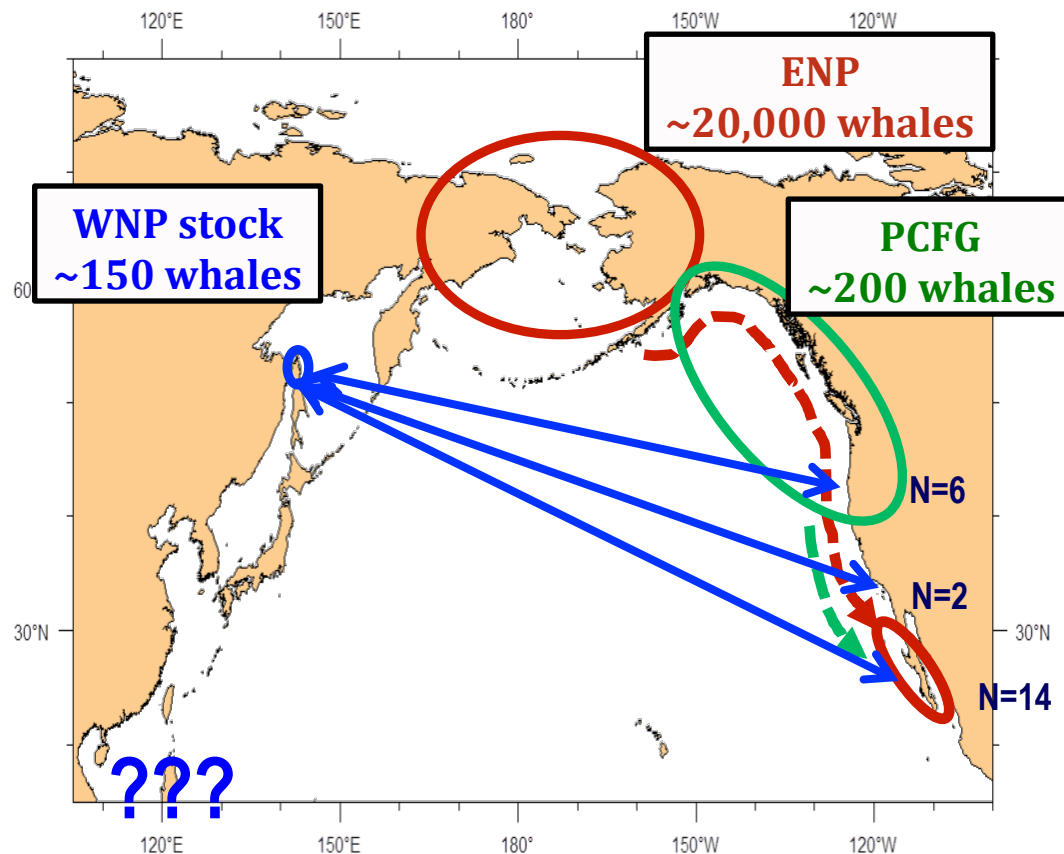 120°E 150°E 180° 150°W 120°W
ENP
~20,000 whales
WNP stock
~150 whales
PCFG
~200 whales
60
N=6
N=2
30°N 30°N
N=14
???
120°E 150°E 180° 150°W 120°W